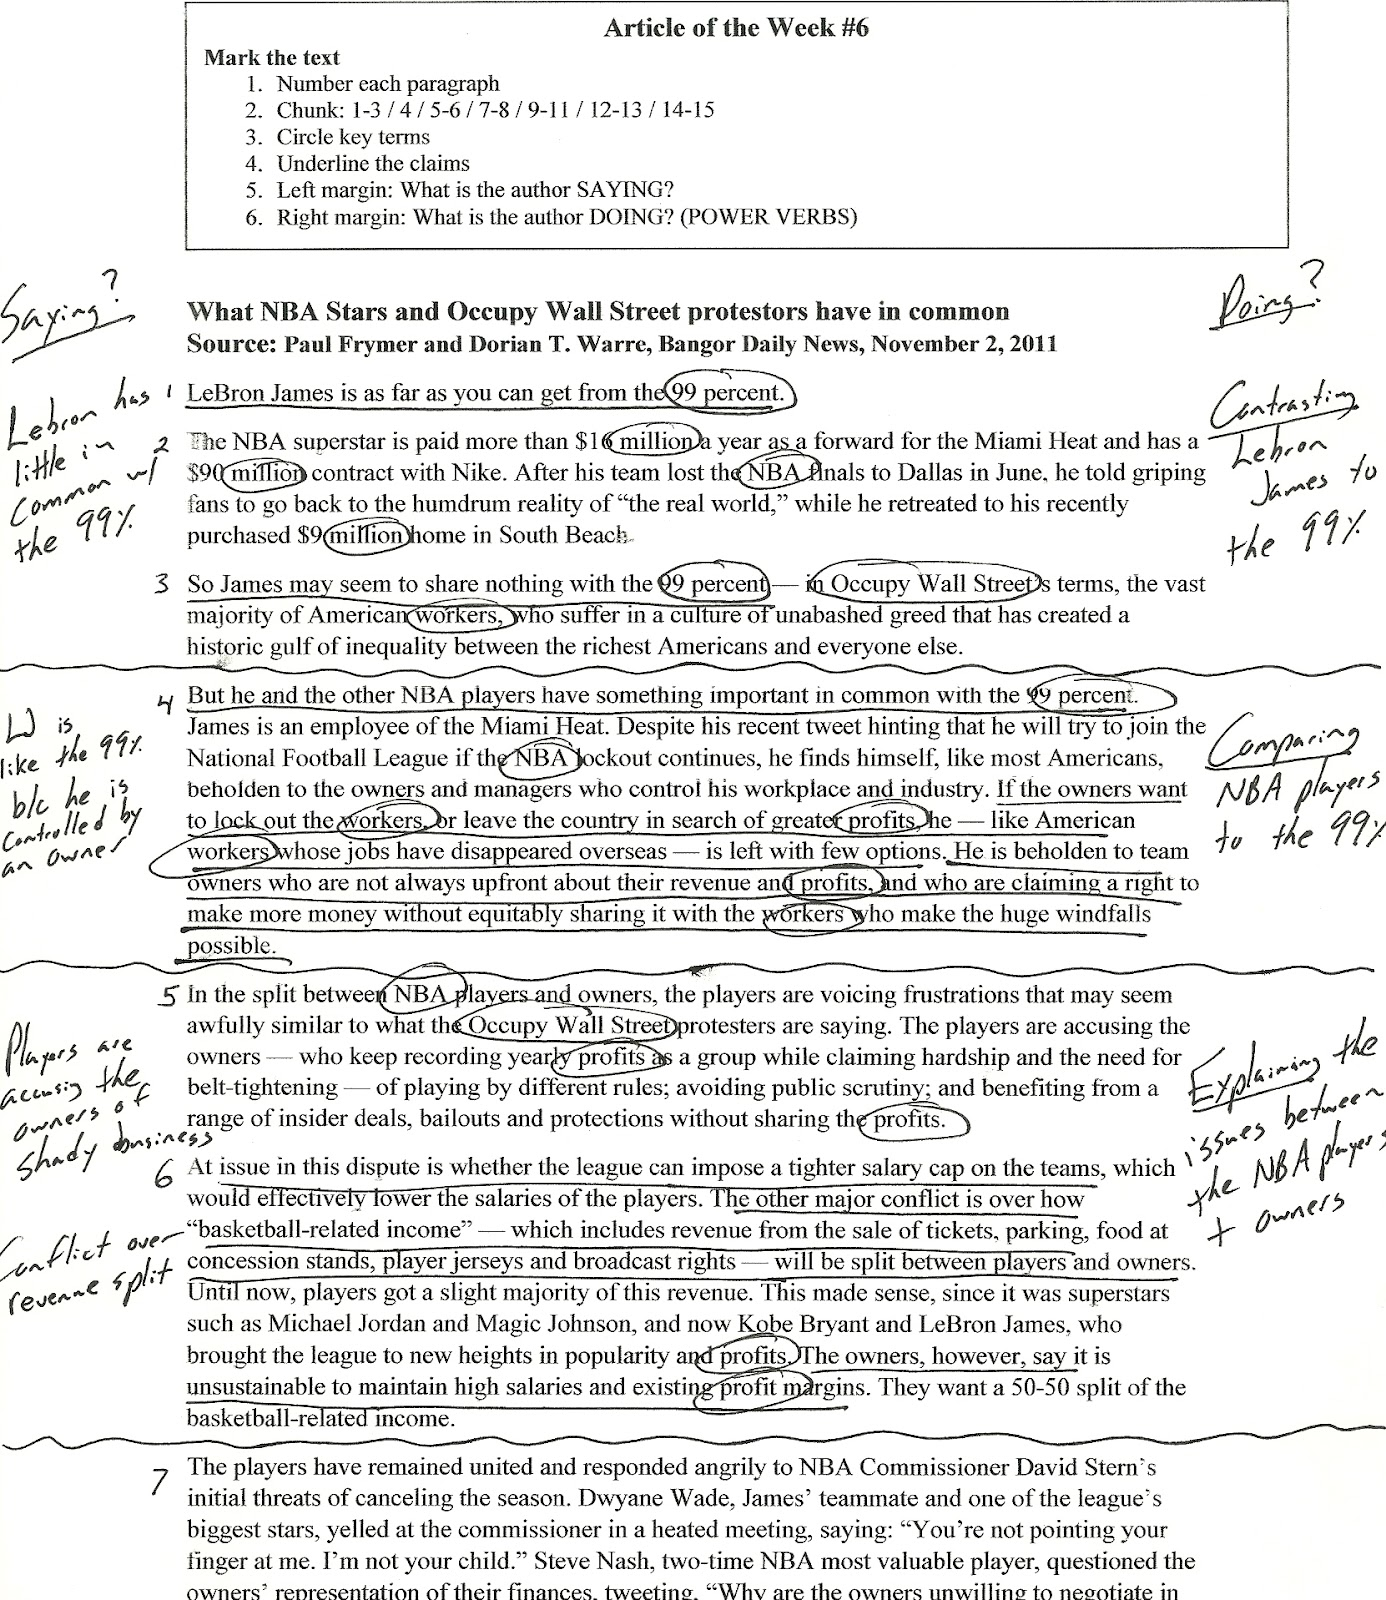 Article of the Week #6
Mark the text
1. Number each paragraph
2. Chunk: 1-3 / 4 / 5-6 / 7-8 / 9-11 / 12-13 / 14-15
3. Circle key terms
4. Underline the claims
5. Left margin: What is the author SAYING?
6. Right margin: What is the author DOING? (POWER VERBS)
Saying?
Doing?
What NBA Stars and Occupy Wall Street protestors have in common
Source: Paul Frymer and Dorian T. Warre, Bangor Daily News, November 2, 2011
Lebron has
little in
common w/
the 99%
1 LeBron James is as far as you can get from the 99 percent.
2 The NBA superstar is paid more than $16 million a year as a forward for the Miami Heat and has a
$90 million contract with Nike. After his team lost the NBA finals to Dallas in June, he told griping
fans to go back to the humdrum reality of “the real world,” while he retreated to his recently
purchased $9 million home in South Beach.
Contrasting
Lebron
James to
the 99%
3 So James may seem to share nothing with the 99 percent — in Occupy Wall Street's terms, the vast
majority of American workers, who suffer in a culture of unabashed greed that has created a
historic gulf of inequality between the richest Americans and everyone else.
LJ is
like the 99%
b/c he is
controlled by
an owner
4 But he and the other NBA players have something important in common with the 99 percent.
James is an employee of the Miami Heat. Despite his recent tweet hinting that he will try to join the
National Football League if the NBA lockout continues, he finds himself, like most Americans,
beholden to the owners and managers who control his workplace and industry. If the owners want
to lock out the workers, or leave the country in search of greater profits, he — like American
workers whose jobs have disappeared overseas — is left with few options. He is beholden to team
owners who are not always upfront about their revenue and profits, and who are claiming a right to
make more money without equitably sharing it with the workers who make the huge windfalls
possible.
Comparing
NBA players
to the 99%
Players are
accusing the
owners of
shady business
5 In the split between NBA players and owners, the players are voicing frustrations that may seem
awfully similar to what the Occupy Wall Street protesters are saying. The players are accusing the
owners — who keep recording yearly profits as a group while claiming hardship and the need for
belt-tightening — of playing by different rules; avoiding public scrutiny; and benefiting from a
range of insider deals, bailouts and protections without sharing the profits.
Explaining the
issues between
the NBA players
+ owners
Conflict over
revenue split
6 At issue in this dispute is whether the league can impose a tighter salary cap on the teams, which
would effectively lower the salaries of the players. The other major conflict is over how
“basketball-related income” — which includes revenue from the sale of tickets, parking, food at
concession stands, player jerseys and broadcast rights — will be split between players and owners.
Until now, players got a slight majority of this revenue. This made sense, since it was superstars
such as Michael Jordan and Magic Johnson, and now Kobe Bryant and LeBron James, who
brought the league to new heights in popularity and profits. The owners, however, say it is
unsustainable to maintain high salaries and existing profit margins. They want a 50-50 split of the
basketball-related income.
7 The players have remained united and responded angrily to NBA Commissioner David Stern's
initial threats of canceling the season. Dwyane Wade, James' teammate and one of the league's
biggest stars, yelled at the commissioner in a heated meeting, saying: “You're not pointing your
finger at me. I'm not your child.” Steve Nash, two-time NBA most valuable player, questioned the
owners' representation of their finances, tweeting, “Why are the owners unwilling to negotiate in